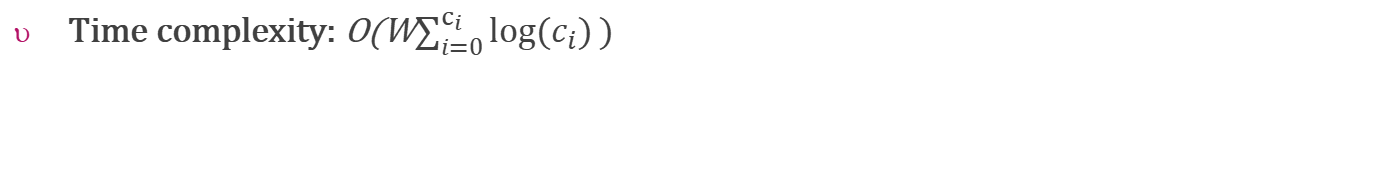 υ Time complexity: O(W∑_{i=0}^{c_i} log(c_i) )